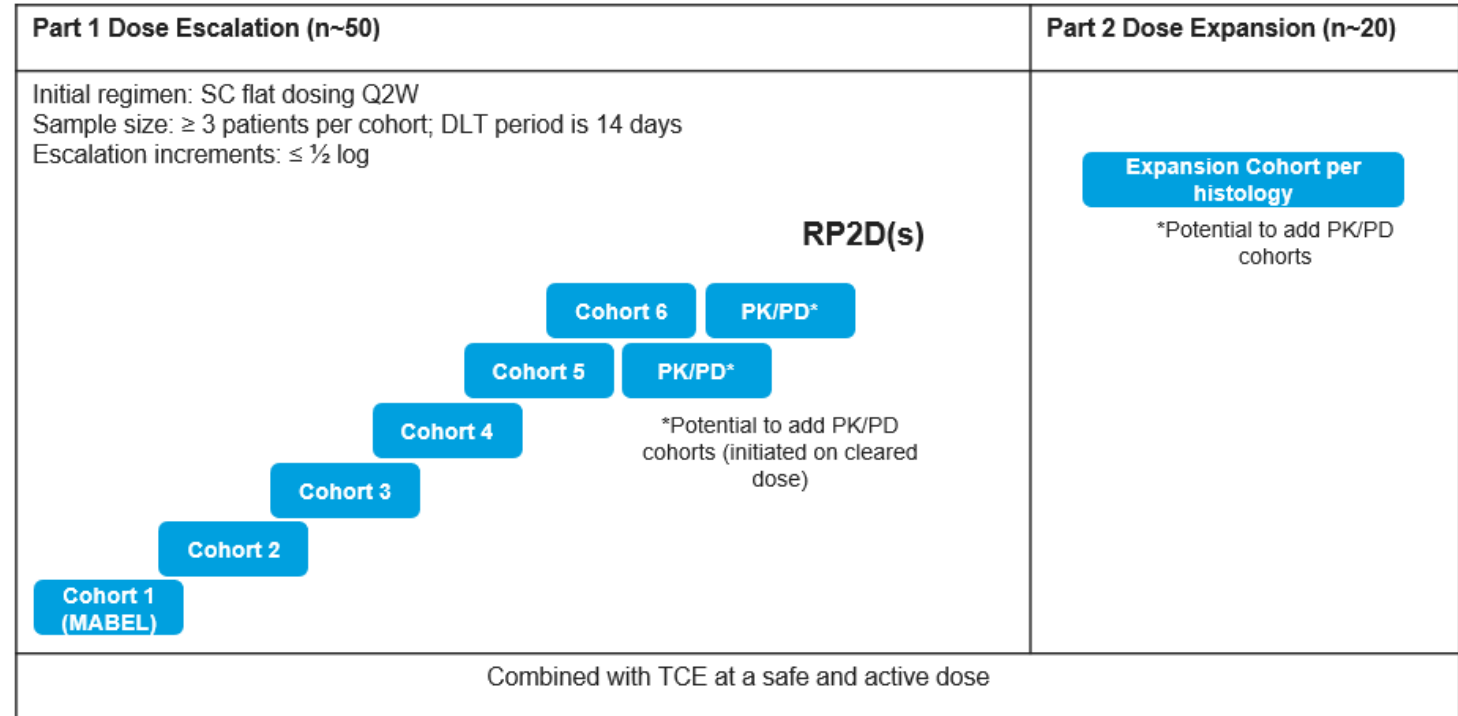 Part 1 Dose Escalation (n~50)
Part 2 Dose Expansion (n~20)
Initial regimen: SC flat dosing Q2W
Sample size: ≥ 3 patients per cohort; DLT period is 14 days
Escalation increments: ≤ ½ log
Expansion Cohort per
histology
*Potential to add PK/PD
cohorts
RP2D(s)
Cohort 6
PK/PD*
Cohort 5
PK/PD*
*Potential to add PK/PD
cohorts (initiated on cleared
dose)
Cohort 4
Cohort 3
Cohort 2
Cohort 1
(MABEL)
Combined with TCE at a safe and active dose